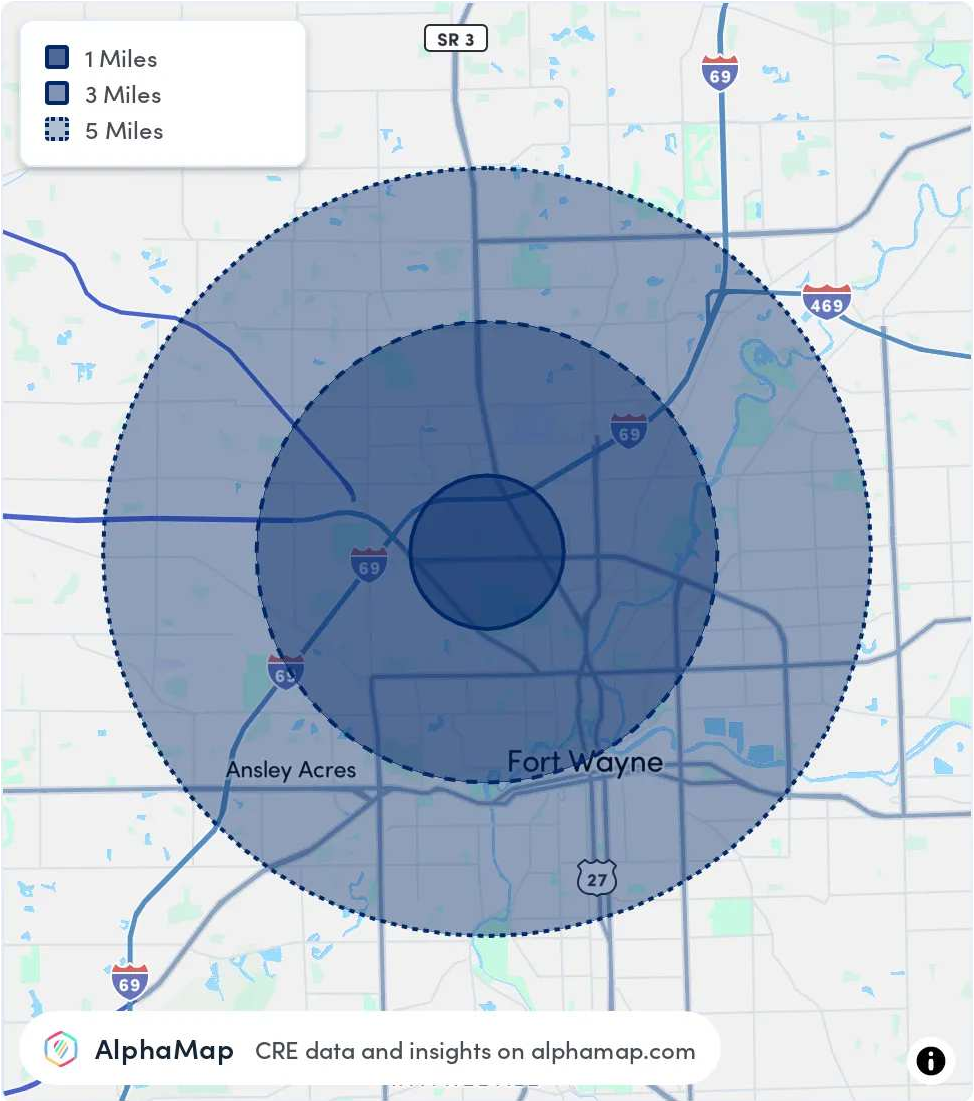 SR 3
69
1 Miles
3 Miles
5 Miles
469
69
69
69
Fort Wayne
Ansley Acres
27
69
AlphaMap CRE data and insights on alphamap.com